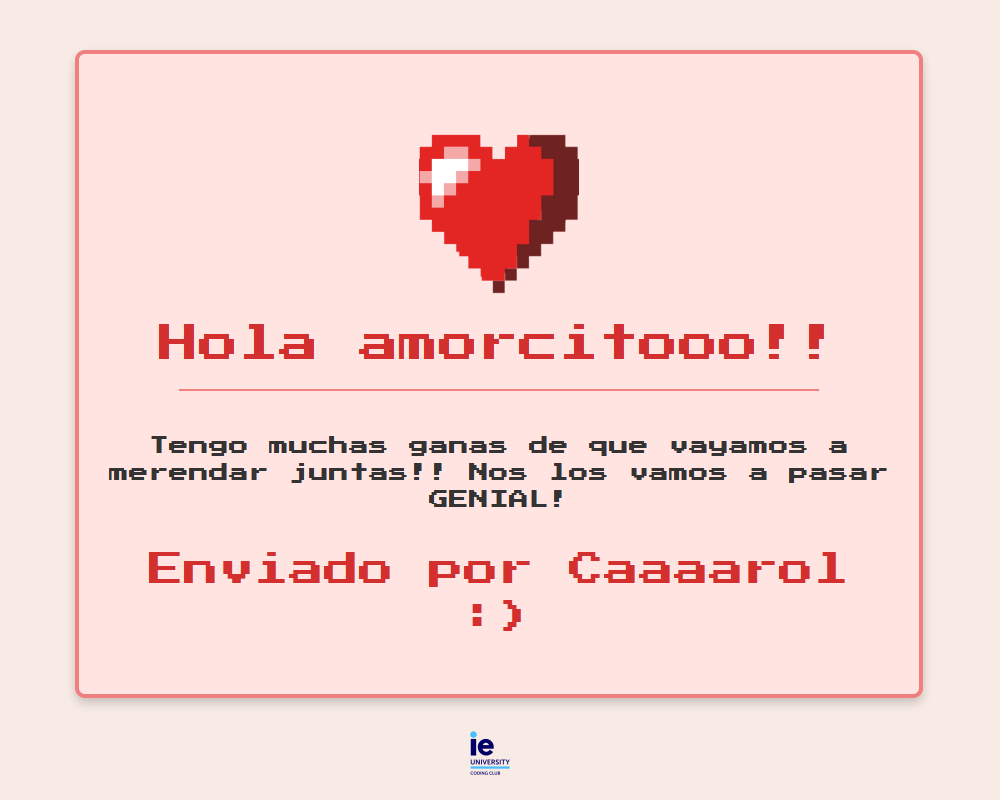 Hola amorcitooo!!
Tengo muchas ganas de que vayamos a
merendar juntas!! Nos los vamos a pasar
GENIAL!
Enviado por Caaaarol
:)
ie
UNIVERSITY
CODING CLUB